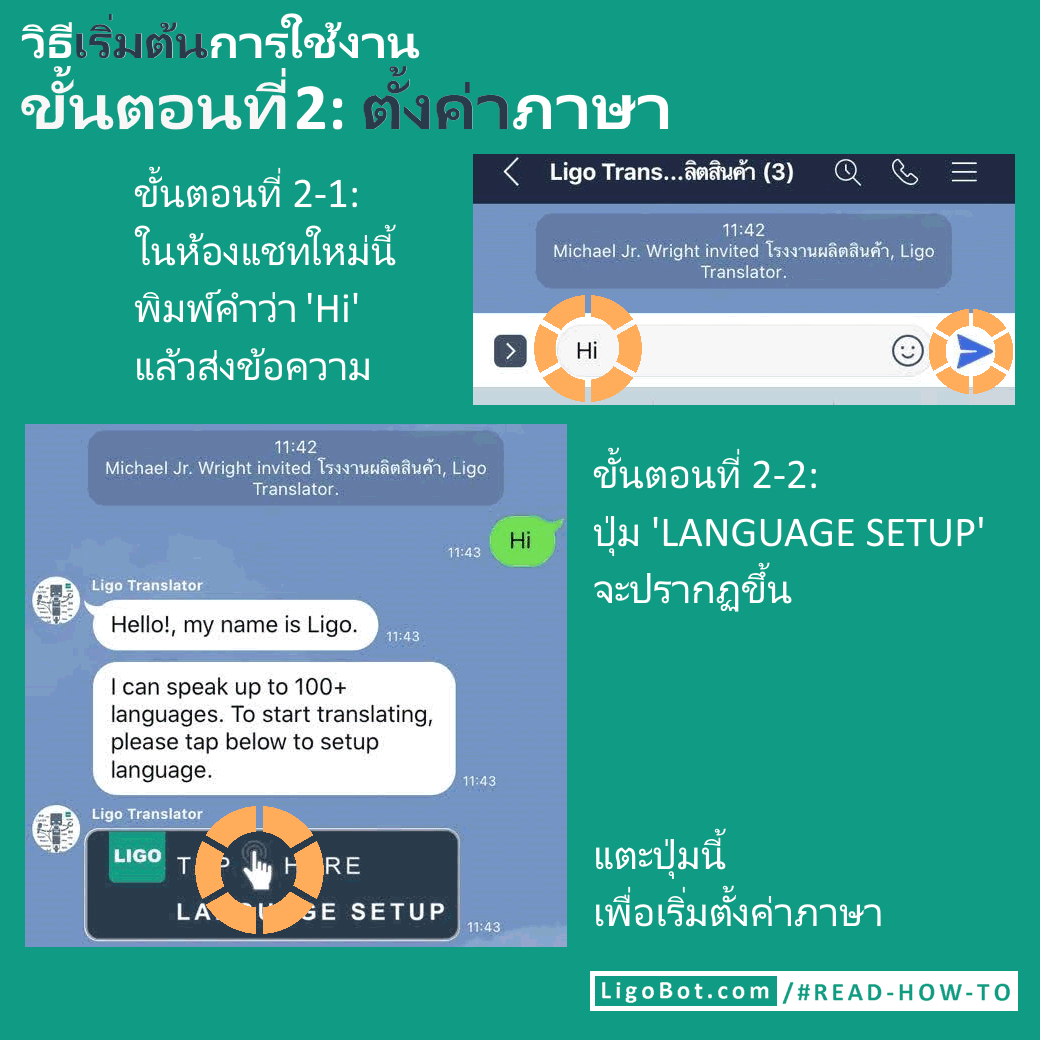 วิธีเริ่มต้นการใช้งาน
ขั้นตอนที่ 2: ตั้งค่าภาษา
ขั้นตอนที่ 2-1:
ในห้องแชทใหม่นี้
พิมพ์คำว่า 'Hi'
แล้วส่งข้อความ
Ligo Trans...ลิตสินค้า (3)
11:42
Michael Jr. Wright invited โรงงานผลิตสินค้า, Ligo
Translator.
Hi
11:42
Michael Jr. Wright invited โรงงานผลิตสินค้า, Ligo
Translator.
Hi
11:43
Ligo Translator
Hello!, my name is Ligo.
11:43
I can speak up to 100+
languages. To start translating,
please tap below to setup
language.
11:43
Ligo Translator
LIGO
TAP HERE
LANGUAGE SETUP
11:43
ขั้นตอนที่ 2-2:
ปุ่ม 'LANGUAGE SETUP'
จะปรากฏขึ้น
แตะปุ่มนี้
เพื่อเริ่มตั้งค่าภาษา
LigoBot.com /#READ-HOW-TO